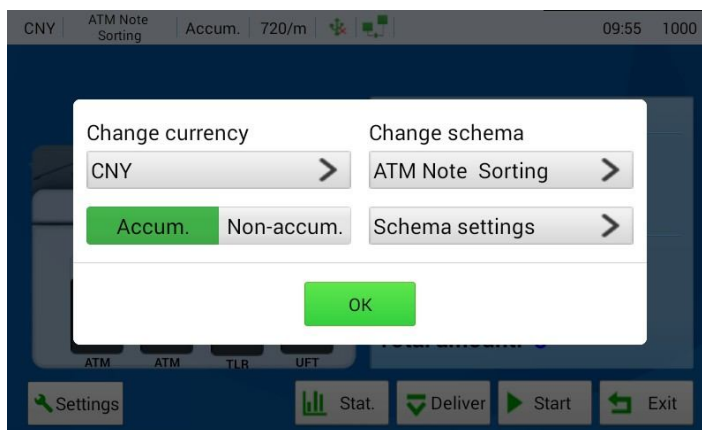 CNY ATM Note Sorting Accum. 720/m 09:55 1000
Change currency Change schema
CNY ATM Note Sorting
Accum. Non-accum. Schema settings
OK
ATM ATM TLR UFT
Settings Stat. Deliver Start Exit